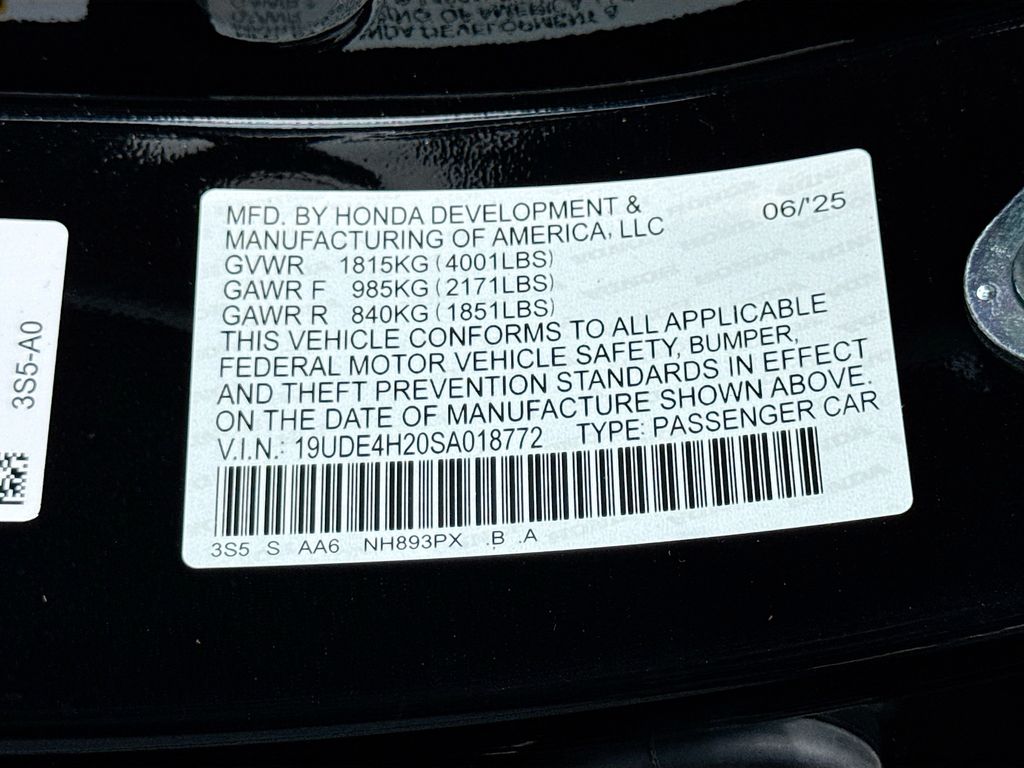 MFD. BY HONDA DEVELOPMENT &
MANUFACTURING OF AMERICA, LLC
06/'25
GVWR 1815KG (4001LBS)
GAWR F 985KG (2171LBS)
GAWR R 840KG (1851LBS)
THIS VEHICLE CONFORMS TO ALL APPLICABLE
FEDERAL MOTOR VEHICLE SAFETY, BUMPER,
AND THEFT PREVENTION STANDARDS IN EFFECT
ON THE DATE OF MANUFACTURE SHOWN ABOVE.
V.I.N.: 19UDE4H20SA018772 TYPE: PASSENGER CAR
3S5 S AA6 NH893PX .B .A
3S5-A0